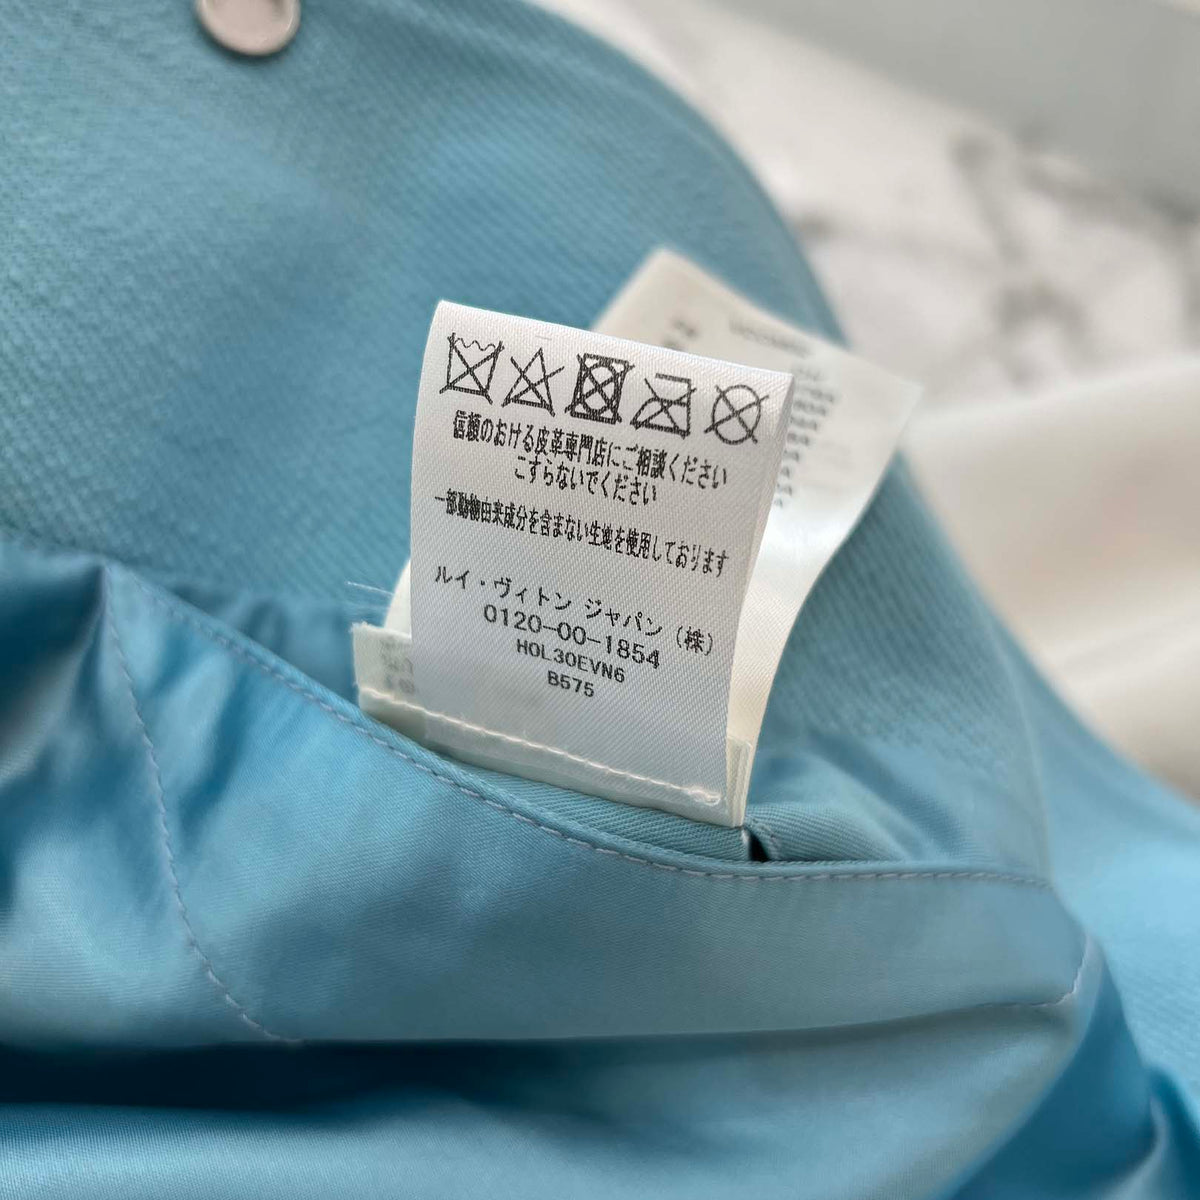 信頼のおける皮革専門店にご相談ください
こすらないでください
一部動物由来成分を含まない生地を使用しております
ルイ・ヴィトン ジャパン (株)
0120-00-1854
HOL30EVN6
B575